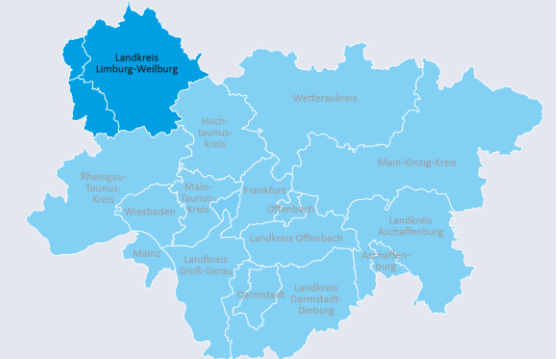 Landkreis
Limburg-Weilburg
Wetteraukreis
Hoch-
taunus-
kreis
Main-Kinzig-Kreis
Rheingau-
Taunus-
Kreis
Main-
Taunus-
Kreis
Frankfurt
Wiesbaden
Offenbach
Landkreis
Aschaffenburg
Landkreis Offenbach
Mainz
Landkreis
Groß-Gerau
Aschaffen-
burg
Darmstadt
Landkreis
Darmstadt-
Dieburg